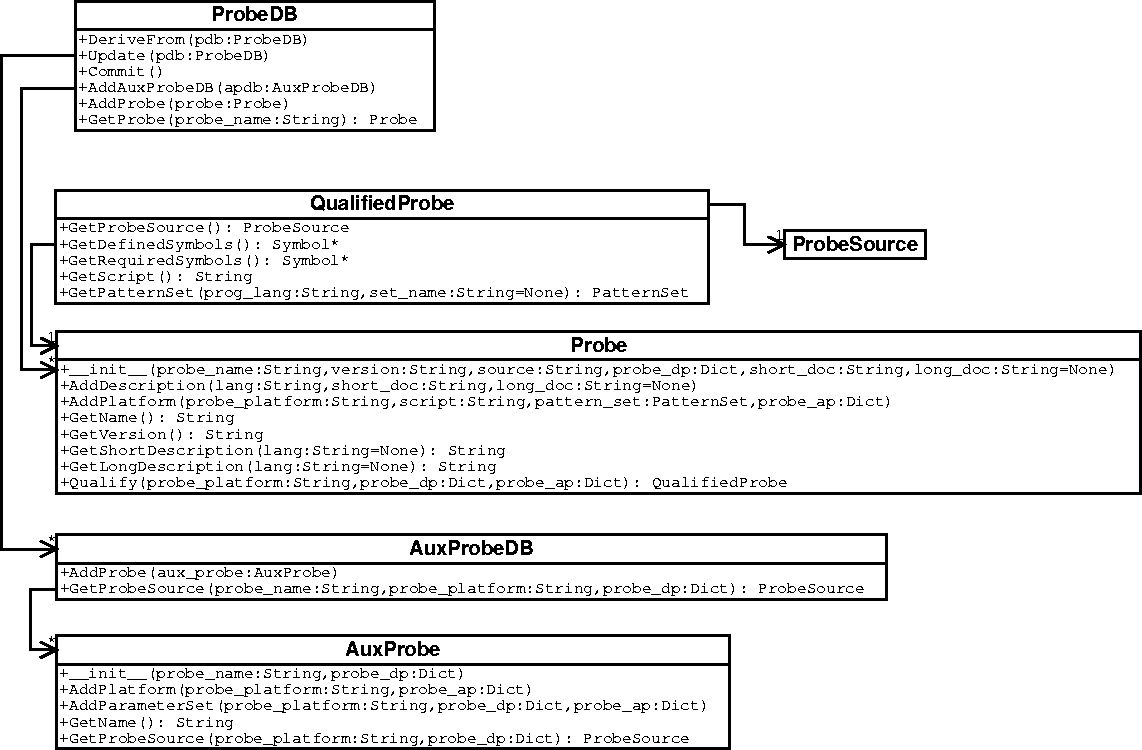 ProbeDB
+DeriveFrom(pdb:ProbeDB)
+Update(pdb:ProbeDB)
+Commit()
+AddAuxProbeDB(apdb:AuxProbeDB)
+AddProbe(probe:Probe)
+GetProbe(probe_name:String): Probe
QualifiedProbe
+GetProbeSource(): ProbeSource
+GetDefinedSymbols(): Symbol*
+GetRequiredSymbols(): Symbol*
+GetScript(): String
+GetPatternSet(prog_lang:String,set_name:String=None): PatternSet
1
ProbeSource
1
Probe
*
+__init__(probe_name:String,version:String,source:String,probe_dp:Dict,short_doc:String,long_doc:String=None)
+AddDescription(lang:String,short_doc:String,long_doc:String=None)
+AddPlatform(probe_platform:String,script:String,pattern_set:PatternSet,probe_ap:Dict)
+GetName(): String
+GetVersion(): String
+GetShortDescription(lang:String=None): String
+GetLongDescription(lang:String=None): String
+Qualify(probe_platform:String,probe_dp:Dict,probe_ap:Dict): QualifiedProbe
*
AuxProbeDB
+AddProbe(aux_probe:AuxProbe)
+GetProbeSource(probe_name:String,probe_platform:String,probe_dp:Dict): ProbeSource
*
AuxProbe
+__init__(probe_name:String,probe_dp:Dict)
+AddPlatform(probe_platform:String,probe_ap:Dict)
+AddParameterSet(probe_platform:String,probe_dp:Dict,probe_ap:Dict)
+GetName(): String
+GetProbeSource(probe_platform:String,probe_dp:Dict): ProbeSource